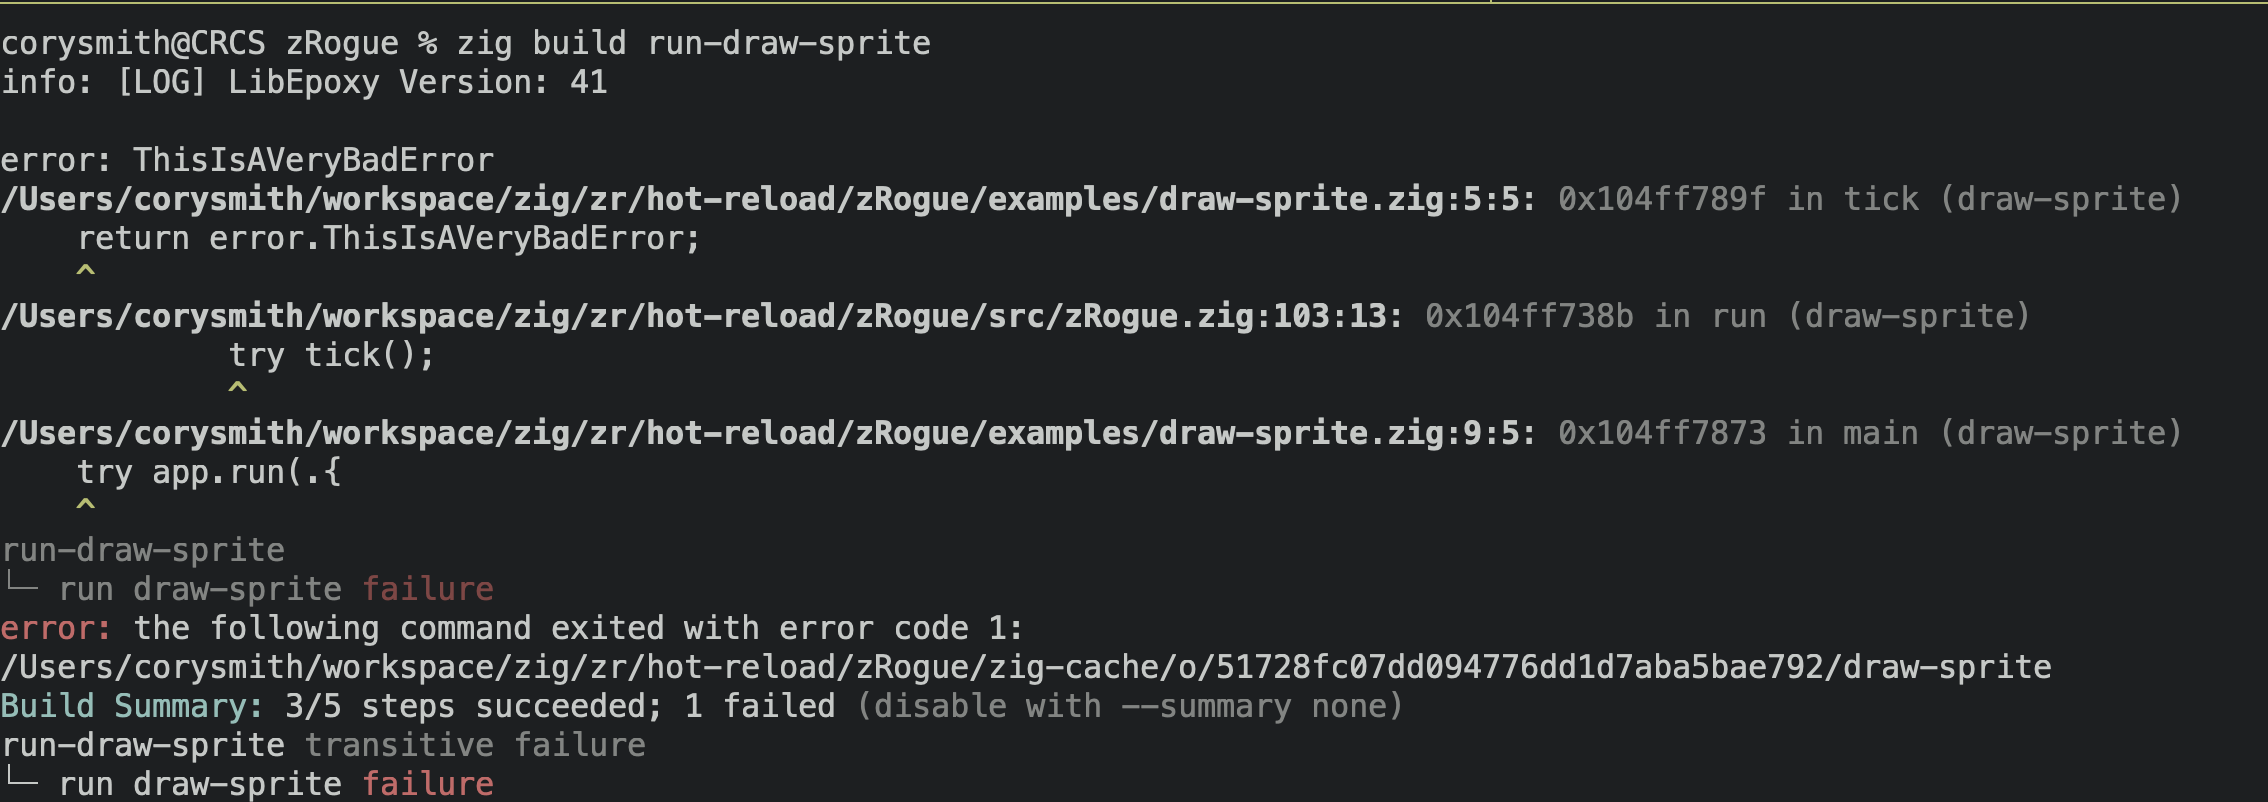 corysmith@CRCS zRogue % zig build run-draw-sprite
info: [LOG] LibEpoxy Version: 41
error: ThisIsAVeryBadError
/Users/corysmith/workspace/zig/zr/hot-reload/zRogue/examples/draw-sprite.zig:5:5: 0x104ff789f in tick (draw-sprite)
    return error.ThisIsAVeryBadError;
    ^
/Users/corysmith/workspace/zig/zr/hot-reload/zRogue/src/zRogue.zig:103:13: 0x104ff738b in run (draw-sprite)
            try tick();
            ^
/Users/corysmith/workspace/zig/zr/hot-reload/zRogue/examples/draw-sprite.zig:9:5: 0x104ff7873 in main (draw-sprite)
    try app.run(.{
    ^
run-draw-sprite
└─ run draw-sprite failure
error: the following command exited with error code 1:
/Users/corysmith/workspace/zig/zr/hot-reload/zRogue/zig-cache/o/51728fc07dd094776dd1d7aba5bae792/draw-sprite
Build Summary: 3/5 steps succeeded; 1 failed (disable with --summary none)
run-draw-sprite transitive failure
└─ run draw-sprite failure